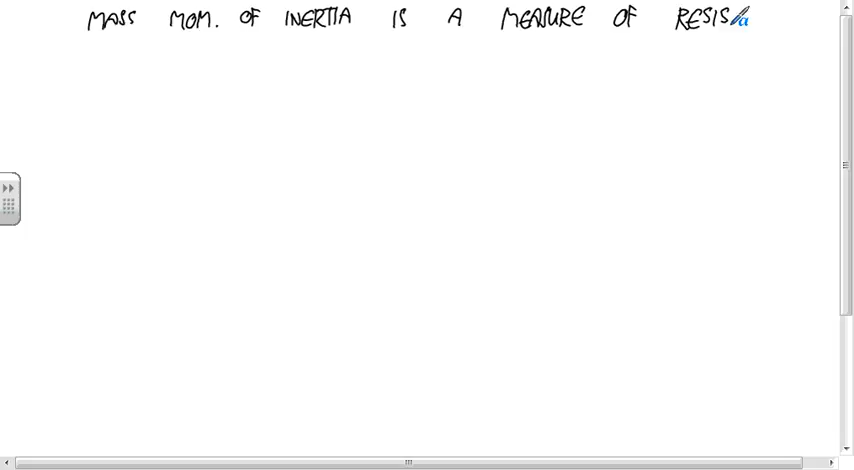 MASS MOM. OF INERTIA IS A MEASURE OF RESIS